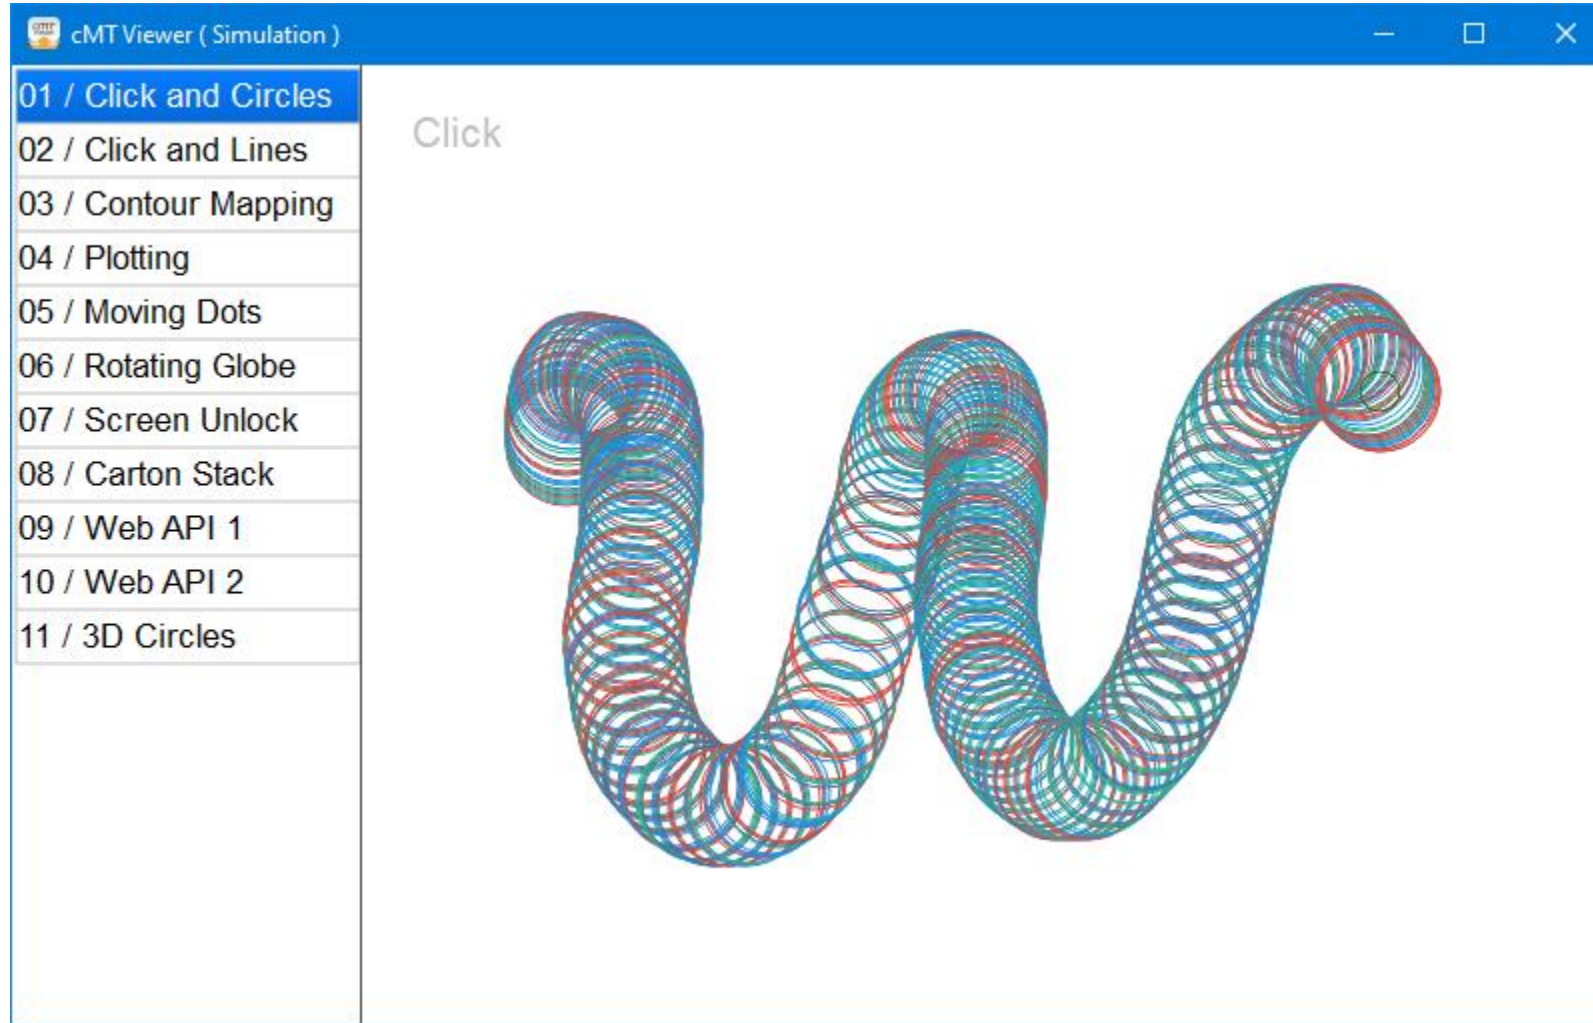 cMT Viewer ( Simulation )
01 / Click and Circles
02 / Click and Lines
03 / Contour Mapping
04 / Plotting
05 / Moving Dots
06 / Rotating Globe
07 / Screen Unlock
08 / Carton Stack
09 / Web API 1
10 / Web API 2
11 / 3D Circles
Click